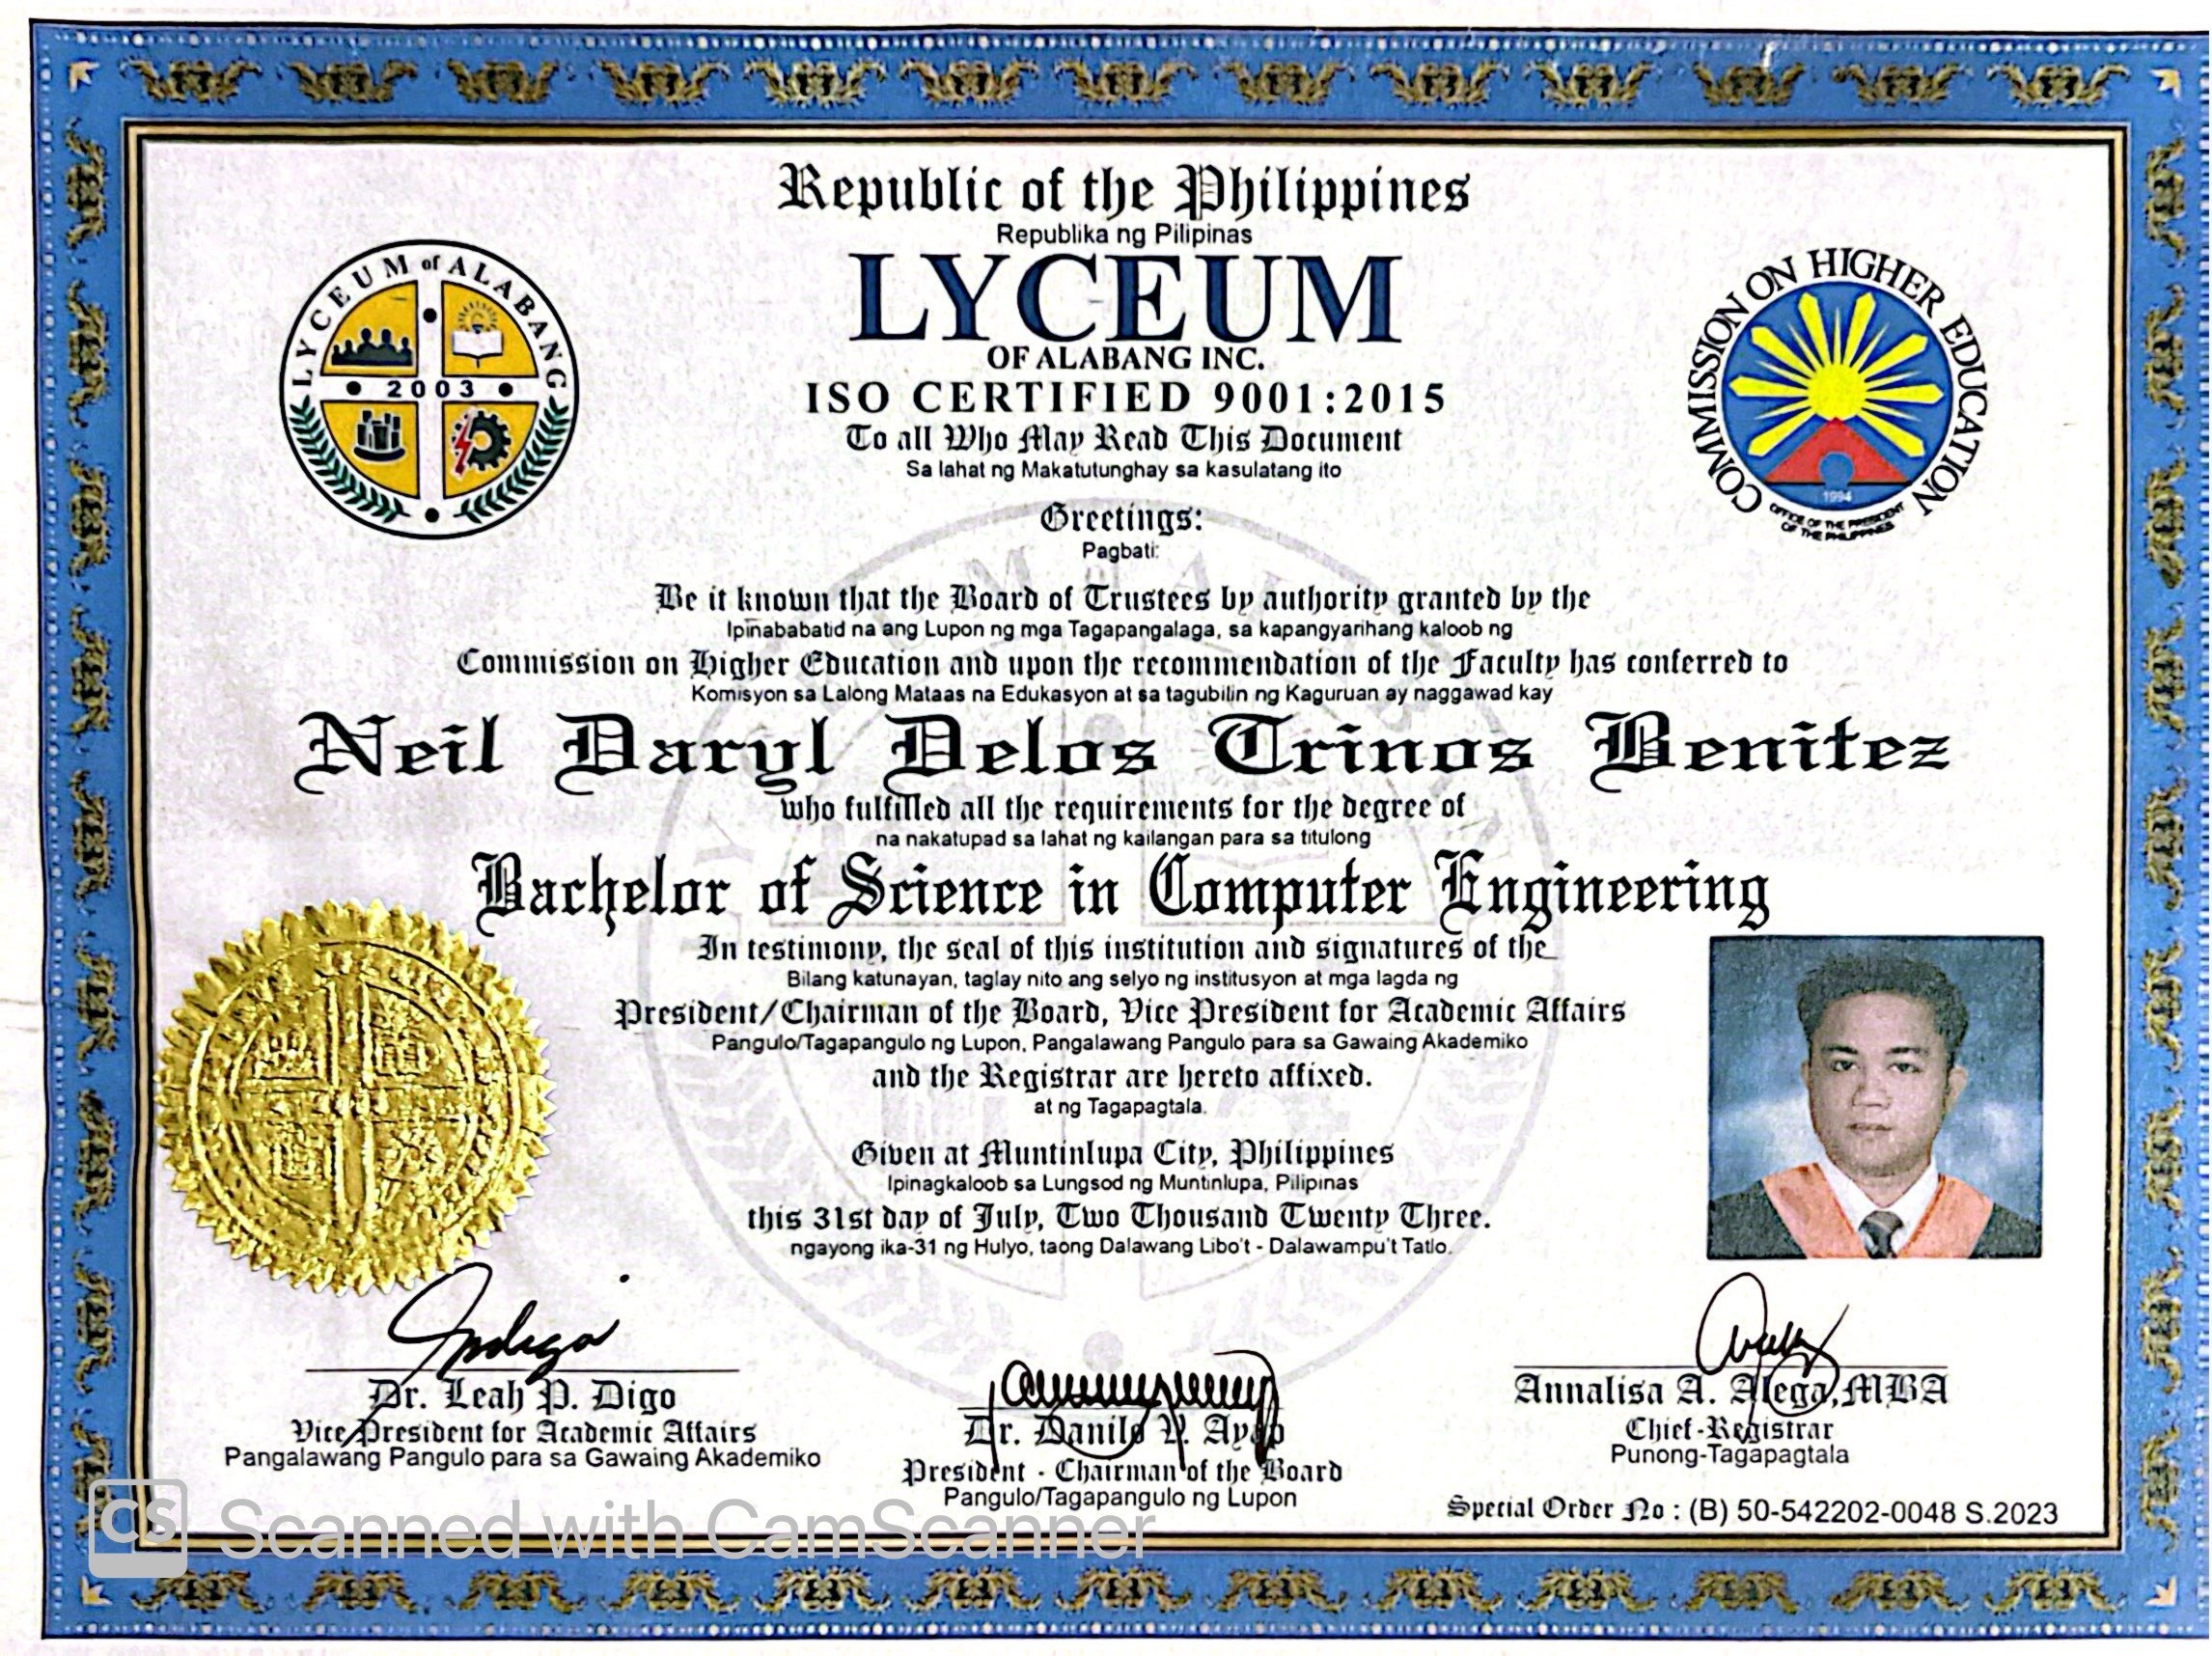 Republic of the Philippines
Republika ng Pilipinas
LYCEUM
OF ALABANG INC.
ISO CERTIFIED 9001:2015
To all Who May Read This Document
Sa lahat ng Makatutunghay sa kasulatang ito
LYCEUM of ALABANG
2003
COMMISSION ON HIGHER EDUCATION
1994
OFFICE OF THE PRESIDENT
OF THE PHILIPPINES
Greetings:
Pagbati:
Be it known that the Board of Trustees by authority granted by the
Ipinababatid na ang Lupon ng mga Tagapangalaga, sa kapangyarihang kaloob ng
Commission on Higher Education and upon the recommendation of the Faculty has conferred to
Komisyon sa Lalong Mataas na Edukasyon at sa tagubilin ng Kaguruan ay naggawad kay
Neil Daryl Delos Trinos Benitez
who fulfilled all the requirements for the degree of
na nakatupad sa lahat ng kailangan para sa titulong
Bachelor of Science in Computer Engineering
In testimony, the seal of this institution and signatures of the
Bilang katunayan, taglay nito ang selyo ng institusyon at mga lagda ng
President/Chairman of the Board, Vice President for Academic Affairs
Pangulo/Tagapangulo ng Lupon, Pangalawang Pangulo para sa Gawaing Akademiko
and the Registrar are hereto affixed.
at ng Tagapagtala.
Given at Muntinlupa City, Philippines
Ipinagkaloob sa Lungsod ng Muntinlupa, Pilipinas
this 31st day of July, Two Thousand Twenty Three.
ngayong ika-31 ng Hulyo, taong Dalawang Libo't - Dalawampu't Tatlo.
Dr. Leah P. Digo
Vice President for Academic Affairs
Pangalawang Pangulo para sa Gawaing Akademiko
Dr. Danilo V. Ayap
President - Chairman of the Board
Pangulo/Tagapangulo ng Lupon
Annalisa A. Alega,MBA
Chief-Registrar
Punong-Tagapagtala
Special Order No : (B) 50-542202-0048 S.2023
CS Scanned with CamScanner